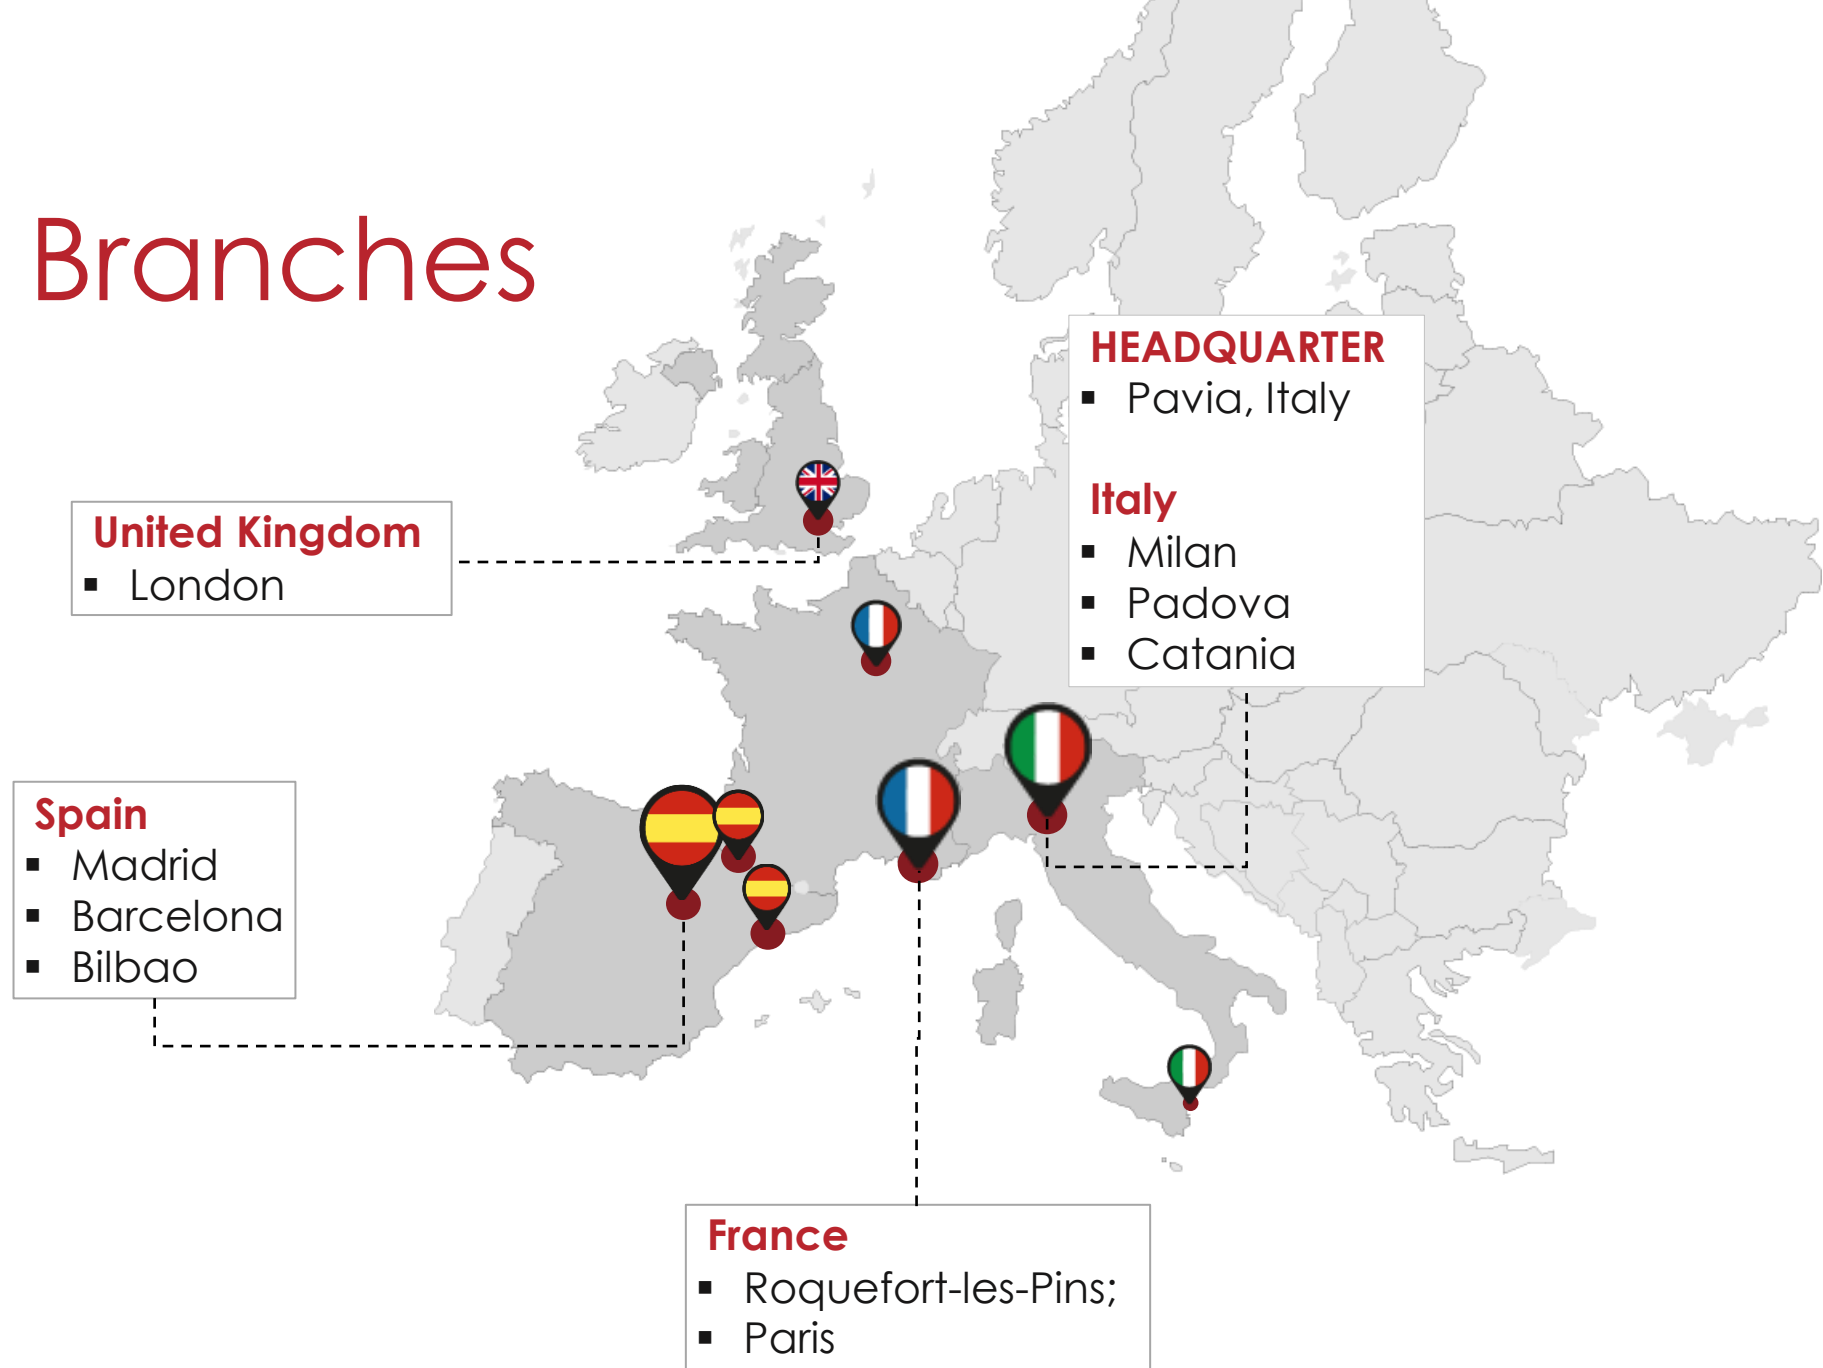 Branches
HEADQUARTER
▪ Pavia, Italy
Italy
▪ Milan
▪ Padova
▪ Catania
United Kingdom
▪ London
Spain
▪ Madrid
▪ Barcelona
▪ Bilbao
France
▪ Roquefort-les-Pins;
▪ Paris